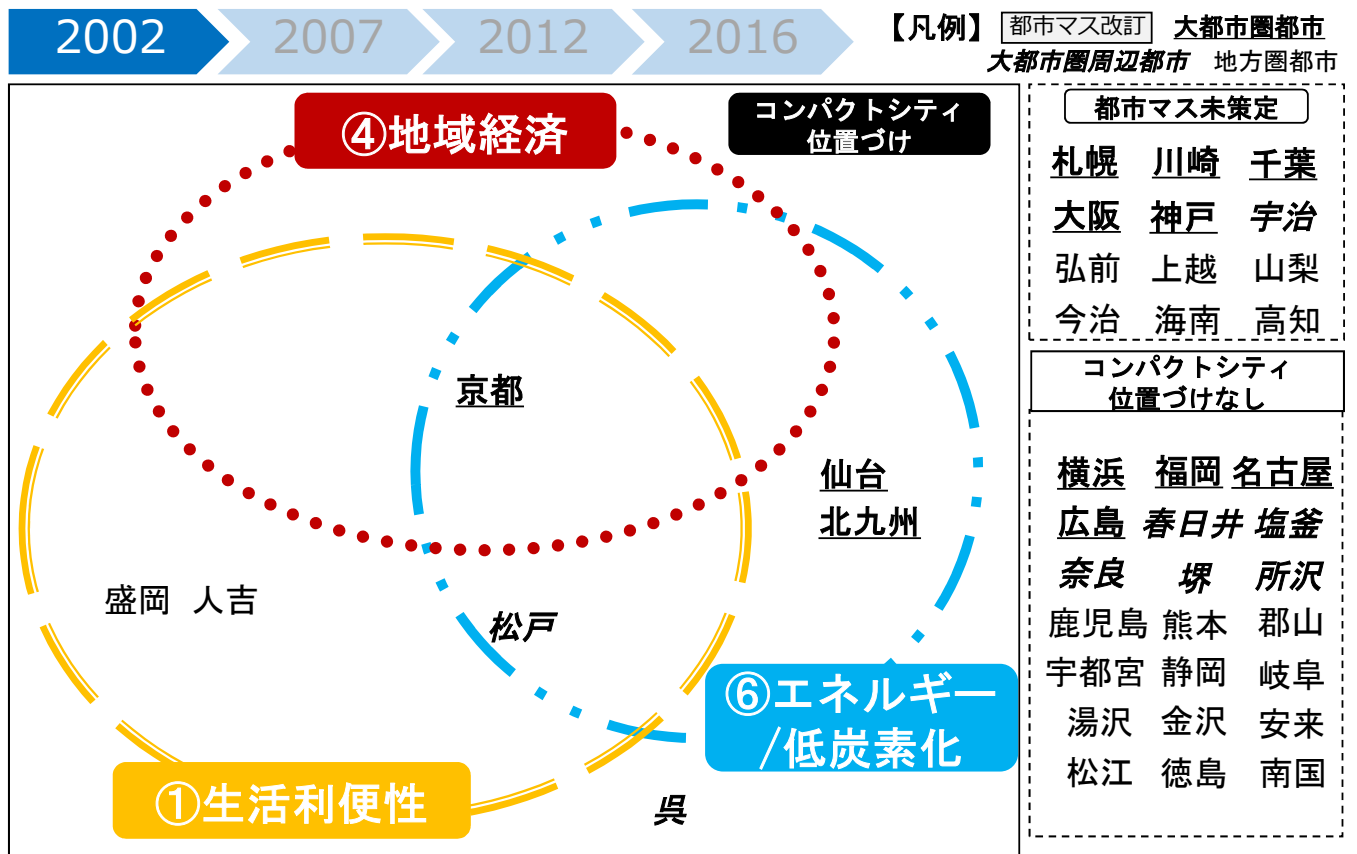 2002 2007 2012 2016
【凡例】 都市マス改訂 大都市圏都市
大都市圏周辺都市 地方圏都市
④地域経済
コンパクトシティ
位置づけ
京都
仙台
北九州
盛岡 人吉
松戸
⑥エネルギー
/低炭素化
①生活利便性
呉
都市マス未策定
札幌 川崎 千葉
大阪 神戸 宇治
弘前 上越 山梨
今治 海南 高知
コンパクトシティ
位置づけなし
横浜 福岡 名古屋
広島 春日井 塩釜
奈良 堺 所沢
鹿児島 熊本 郡山
宇都宮 静岡 岐阜
湯沢 金沢 安来
松江 徳島 南国